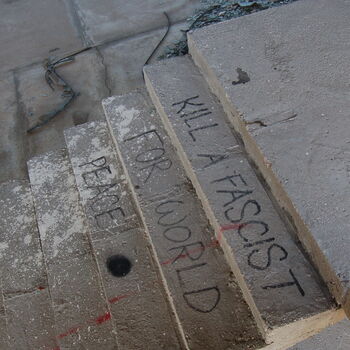 KILL A FASCIST
FOR WORLD
PEACE